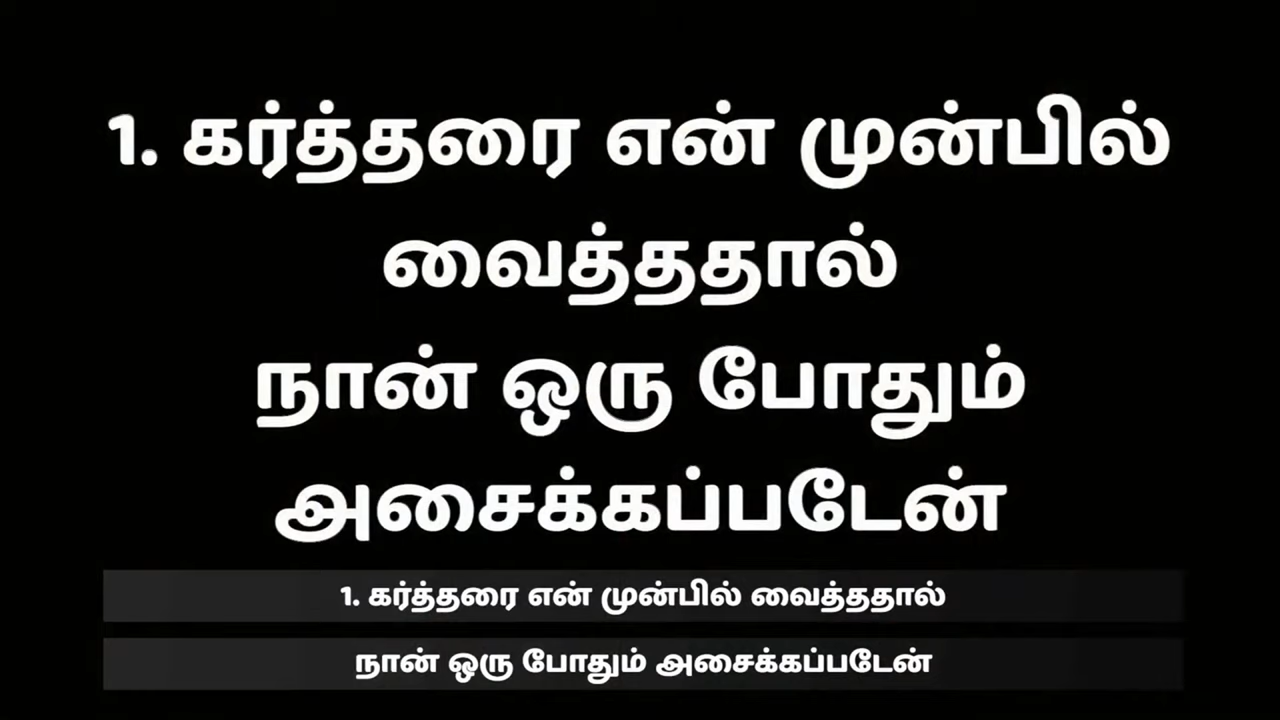 1. கர்த்தரை என் முன்பில்
வைத்ததால்
நான் ஒரு போதும்
அசைக்கப்படேன்
1. கர்த்தரை என் முன்பில் வைத்ததால்
நான் ஒரு போதும் அசைக்கப்படேன்